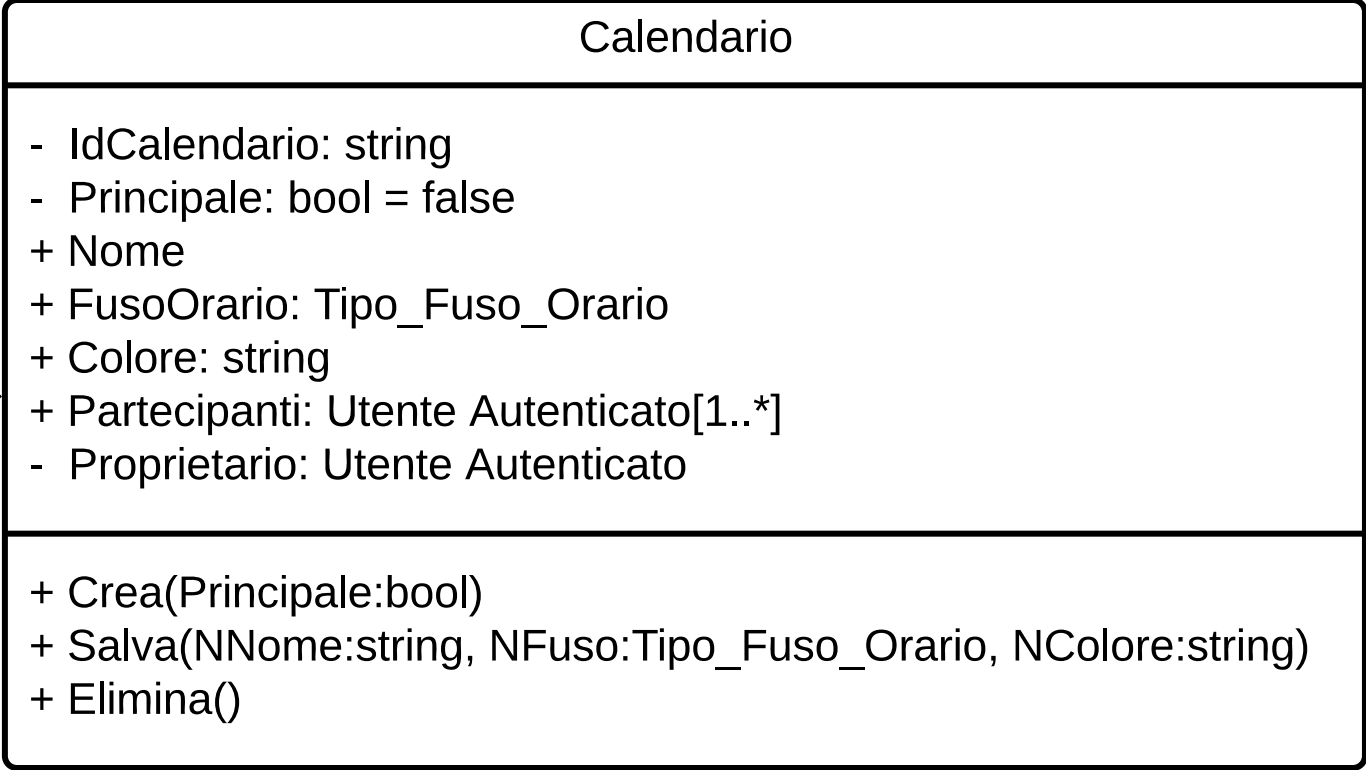 Calendario
- IdCalendario: string
- Principale: bool = false
+ Nome
+ FusoOrario: Tipo_Fuso_Orario
+ Colore: string
+ Partecipanti: Utente Autenticato[1..*]
- Proprietario: Utente Autenticato
+ Crea(Principale:bool)
+ Salva(NNome:string, NFuso:Tipo_Fuso_Orario, NColore:string)
+ Elimina()